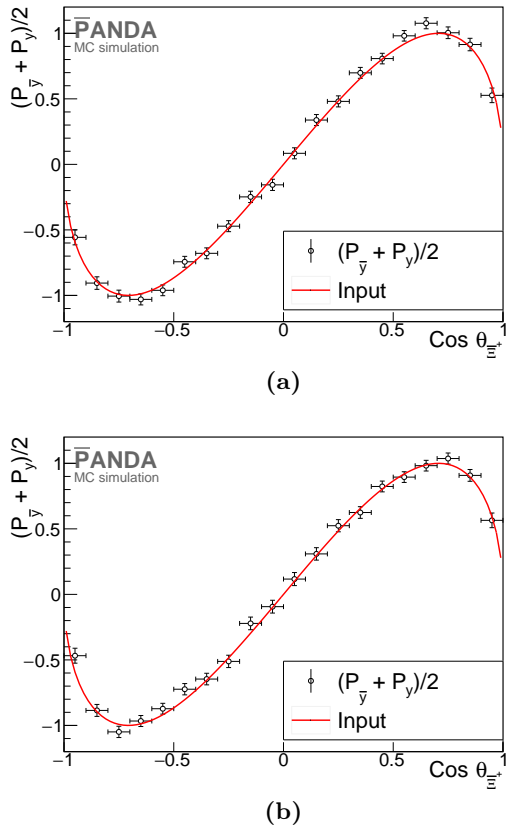 (P_ȳ + P_y)/2
P̄ANDA
MC simulation
1
0.5
0
−0.5
−1
(P_ȳ + P_y)/2
Input
−1 −0.5 0 0.5 1
Cos θ_Ξ̄⁺
(a)
(P_ȳ + P_y)/2
P̄ANDA
MC simulation
1
0.5
0
−0.5
−1
(P_ȳ + P_y)/2
Input
−1 −0.5 0 0.5 1
Cos θ_Ξ̄⁺
(b)